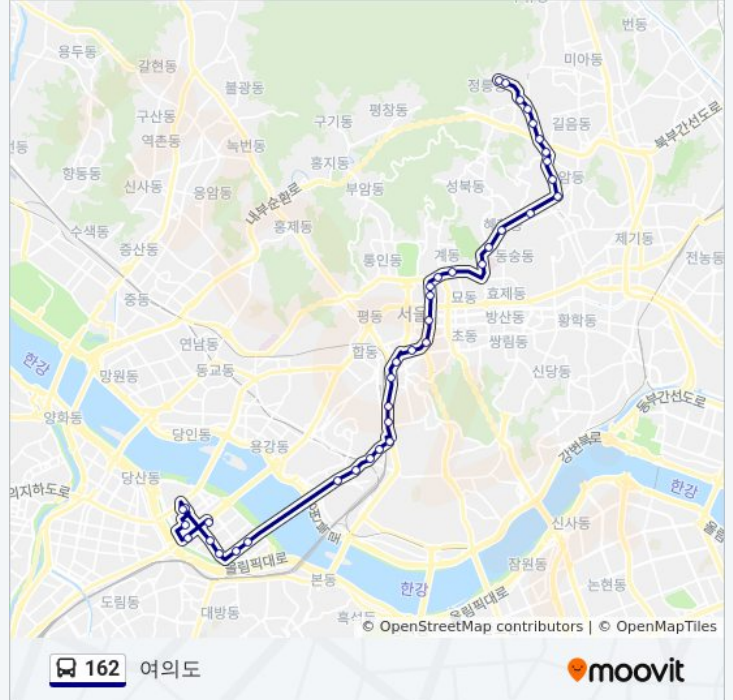 번동
용두동
갈현동
미아동
불광동
정릉
평창동
구산동
구기동
길음동
북부간선도로
역촌동
녹번동
홍지동
향동동
신사동
응암동
부암동
성북동
암동
내부순환로
수색동
홍제동
혜화
제기동
증산동
통인동
계동
동숭동
전농동
중동
묘동
효제동
평동
서울
방산동
황학동
연남동
합동
초동
쌍림동
한강
망원동
동교동
신당동
동부간선도로
양화동
당인동
용강동
강변북로
당산동
의지하도로
한강
신사동
올림픽대로
본동
잠원동
한강
논현동
도림동
대방동
흑석동
올림픽대로
© OpenStreetMap contributors | © OpenMapTiles
162 여의도
moovit